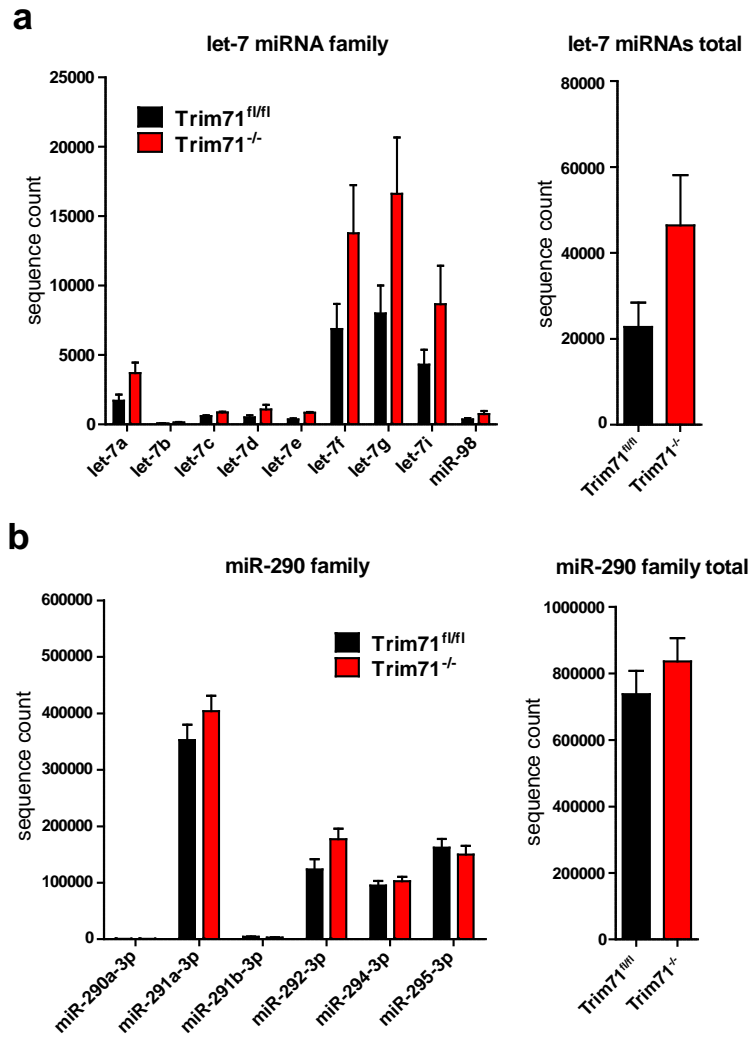 a
let-7 miRNA family
let-7 miRNAs total
sequence count
25000
20000
15000
10000
5000
0
Trim71fl/fl
Trim71-/-
let-7a
let-7b
let-7c
let-7d
let-7e
let-7f
let-7g
let-7i
miR-98
sequence count
80000
60000
40000
20000
0
Trim71fl/fl
Trim71-/-
b
miR-290 family
miR-290 family total
sequence count
600000
500000
400000
300000
200000
100000
0
Trim71fl/fl
Trim71-/-
miR-290a-3p
miR-291a-3p
miR-291b-3p
miR-292-3p
miR-294-3p
miR-295-3p
sequence count
1000000
800000
600000
400000
200000
0
Trim71fl/fl
Trim71-/-